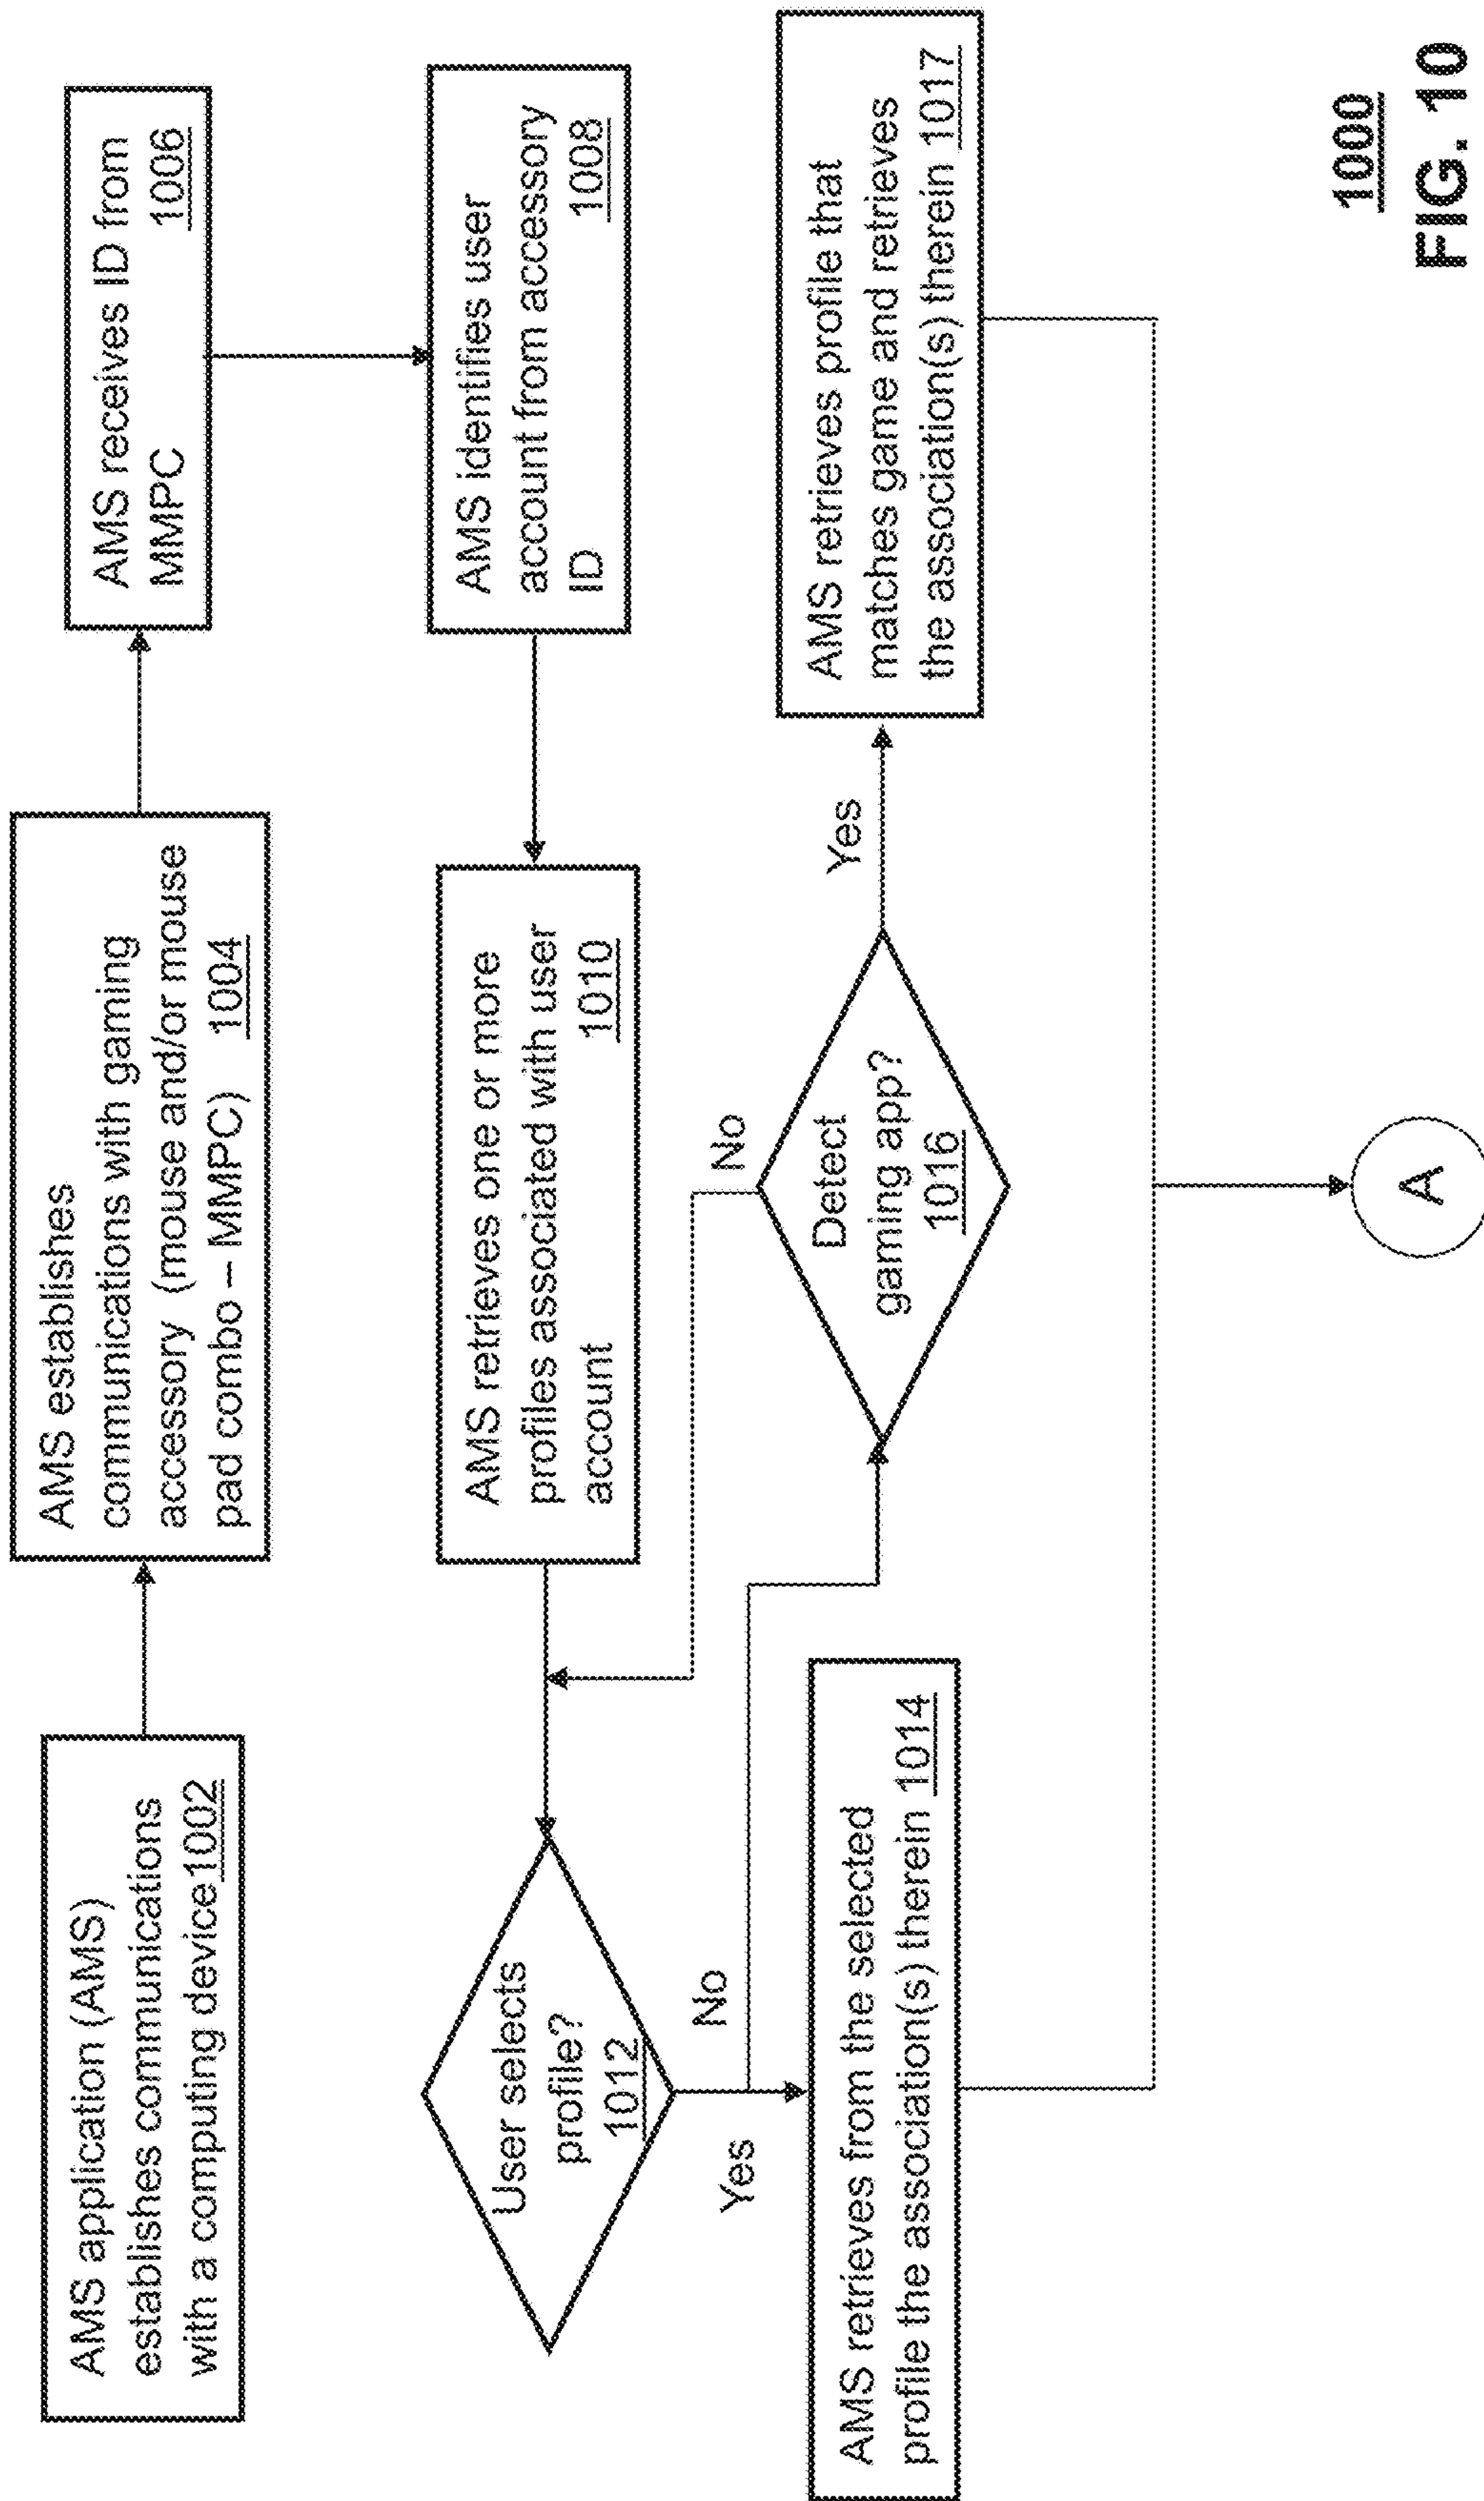 AMS application (AMS)
establishes communications
with a computing device 1002
AMS establishes
communications with gaming
accessory (mouse and/or mouse
pad combo – MMPC) 1004
AMS receives ID from
MMPC 1006
AMS identifies user
account from accessory
ID 1008
AMS retrieves one or more
profiles associated with user
account 1010
User selects
profile?
1012
No
Yes
AMS retrieves from the selected
profile the association(s) therein 1014
Detect
gaming app?
1016
No
Yes
AMS retrieves profile that
matches game and retrieves
the association(s) therein 1017
A
1000
FIG. 10